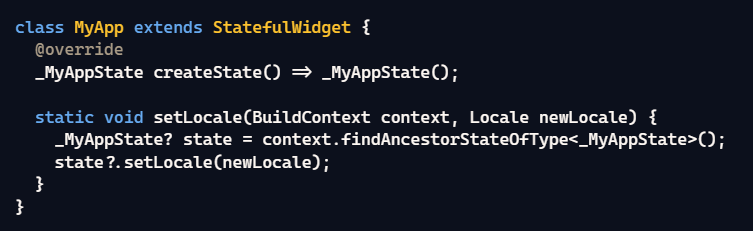 class MyApp extends StatefulWidget {
  @override
  _MyAppState createState() => _MyAppState();

  static void setLocale(BuildContext context, Locale newLocale) {
    _MyAppState? state = context.findAncestorStateOfType<_MyAppState>();
    state?.setLocale(newLocale);
  }
}